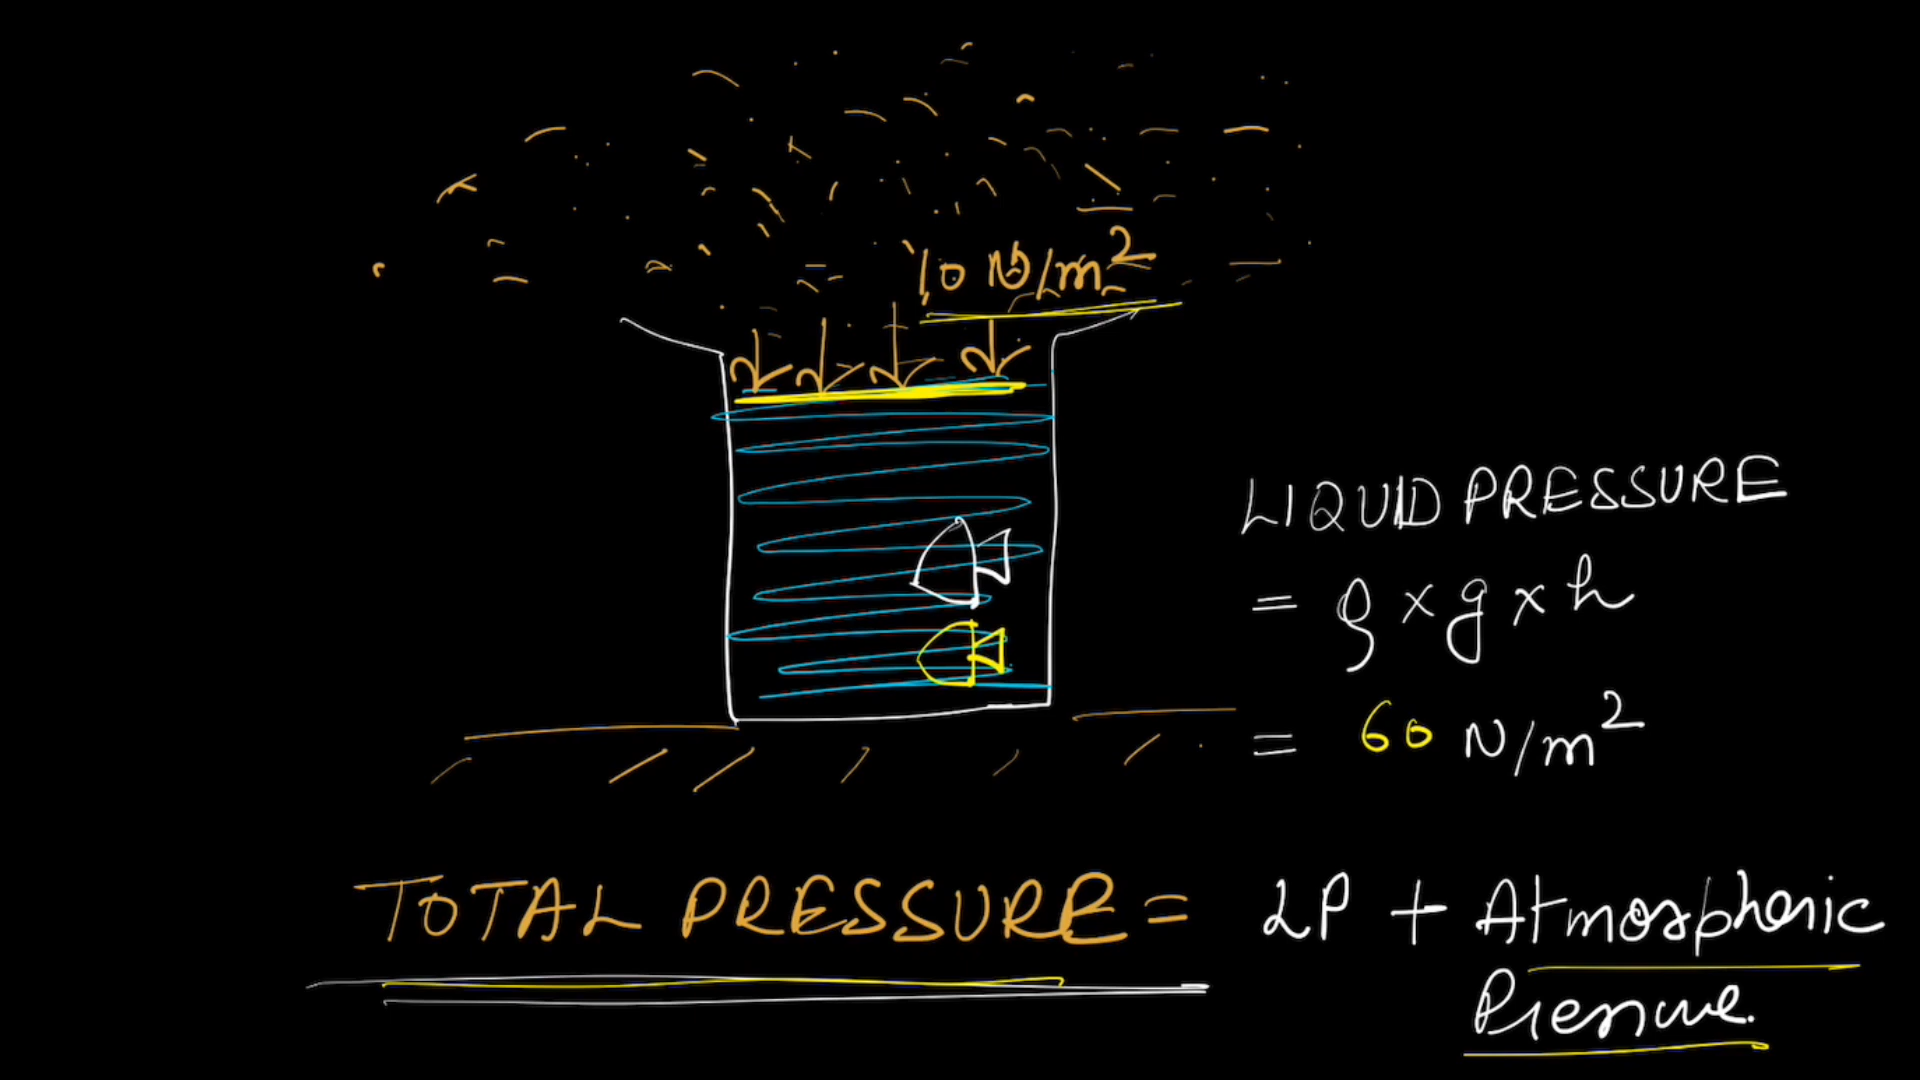 10 N/m²
LIQUID PRESSURE
= ρ × g × h
= 60 N/m²
TOTAL PRESSURE = LP + Atmospheric
Pressure.